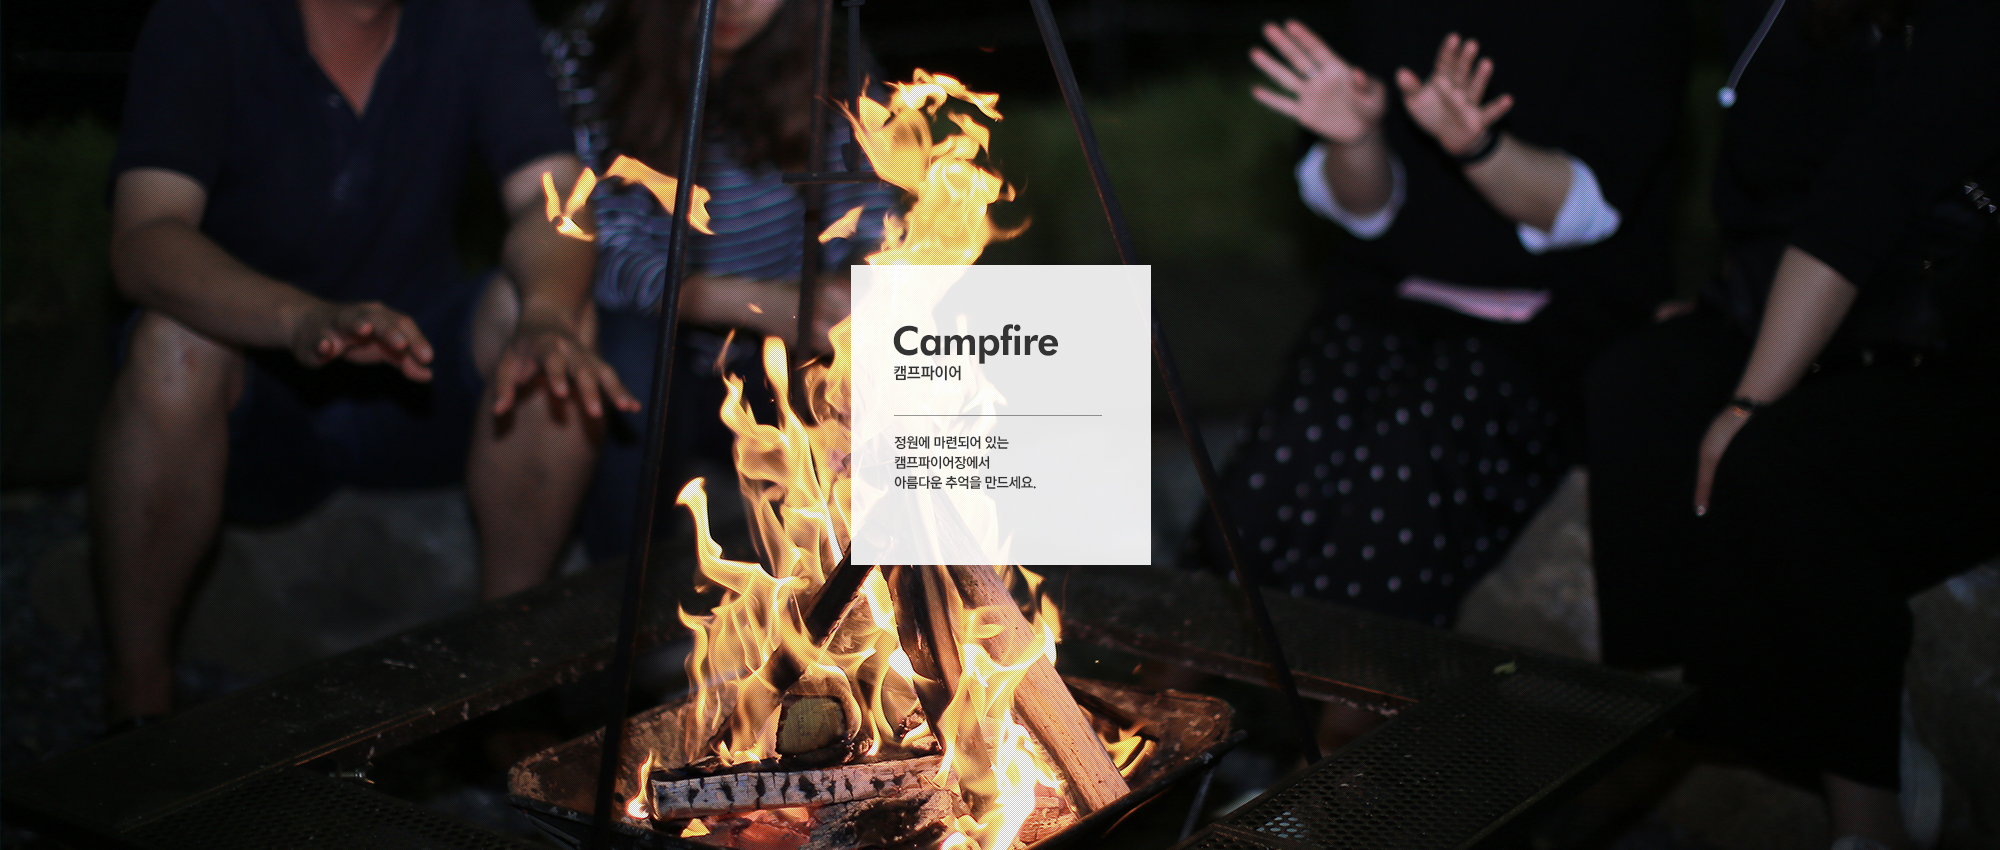 Campfire
캠프파이어
정원에 마련되어 있는
캠프파이어장에서
아름다운 추억을 만드세요.